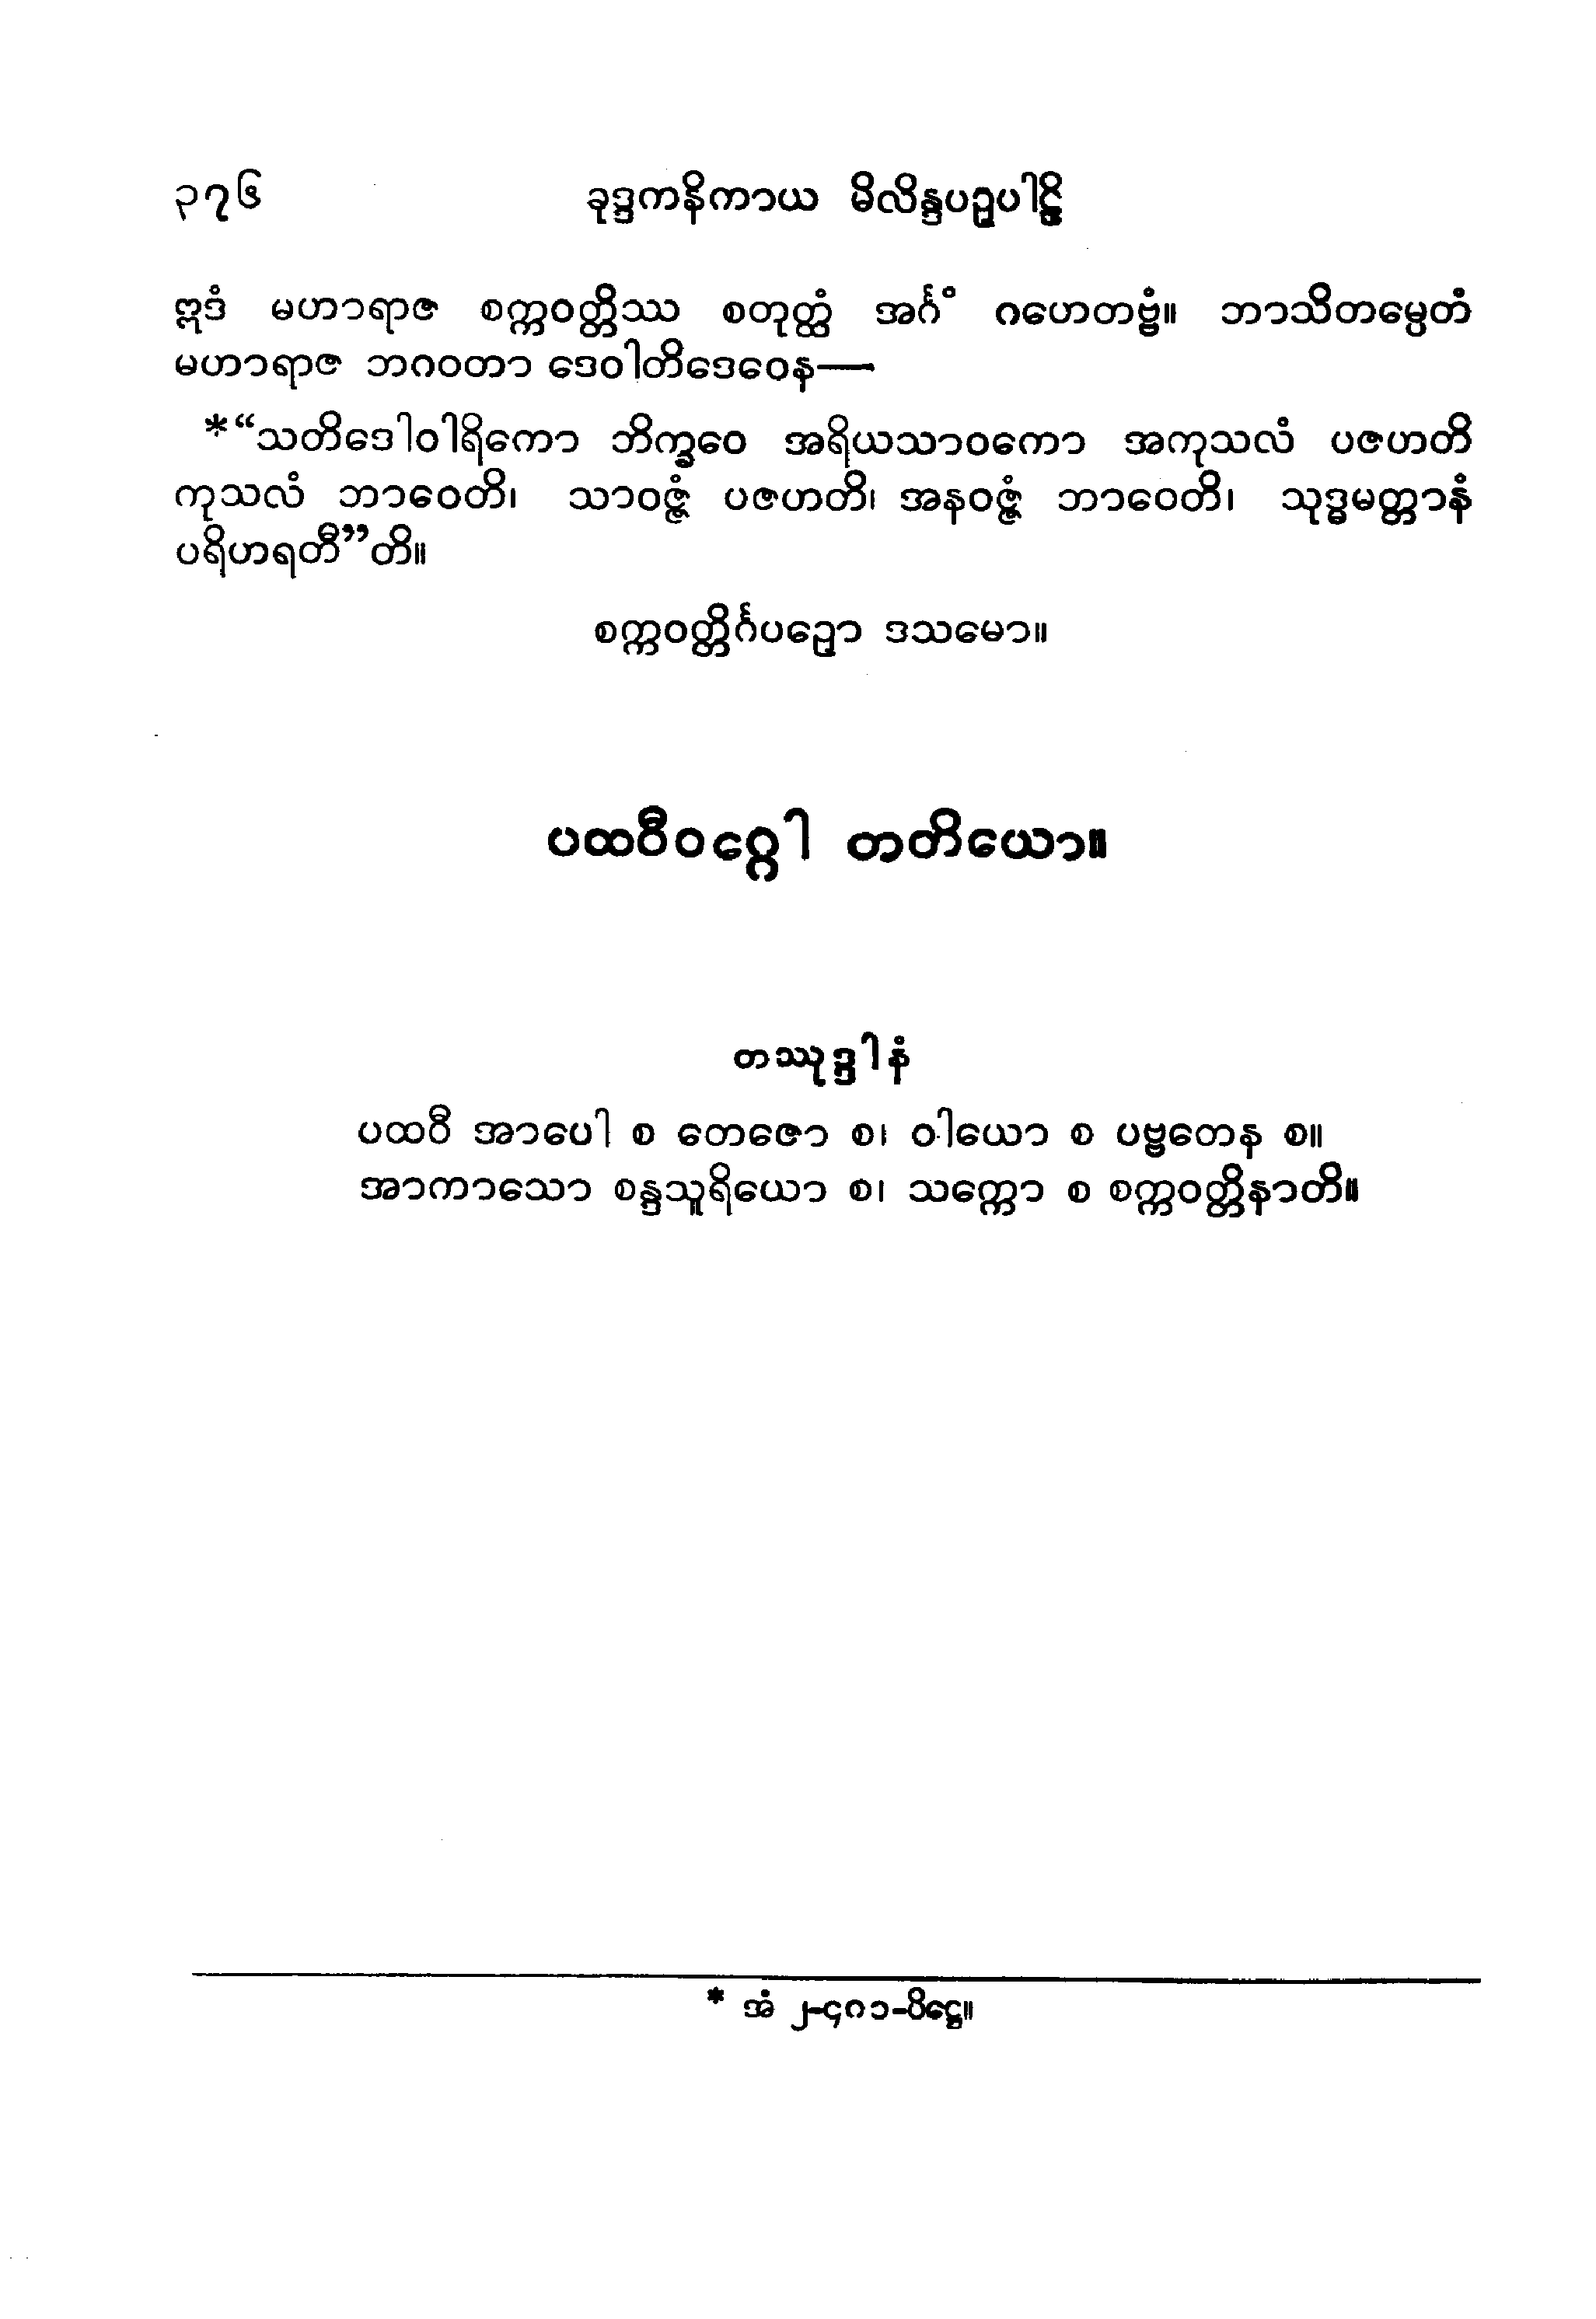 ၃၇၆ ခုဒ္ဒကနိကာယ မိလိန္ဒပဉှပါဠိ
ဣဒံ မဟာရာဇ စက္ကဝတ္တိဿ စတုတ္ထံ အင်္ဂံ ဂဟေတဗ္ဗံ။ ဘာသိတမ္ပေတံ
မဟာရာဇ ဘဂဝတာ ဒေဝါတိဒေဝေန—
*“သတိဒေါဝါရိကော ဘိက္ခဝေ အရိယသာဝကော အကုသလံ ပဇဟတိ
ကုသလံ ဘာဝေတိ၊ သာဝဇ္ဇံ ပဇဟတိ၊ အနဝဇ္ဇံ ဘာဝေတိ၊ သုဒ္ဓမတ္တာနံ
ပရိဟရတီ”တိ။
စက္ကဝတ္တိင်္ဂပဉှော ဒသမော။
ပထဝီဝဂ္ဂေါ တတိယော။
တဿုဒ္ဒါနံ
ပထဝီ အာပေါ စ တေဇော စ၊ ဝါယော စ ပဗ္ဗတေန စ။
အာကာသော စန္ဒသူရိယော စ၊ သက္ကော စ စက္ကဝတ္တိနာတိ။
* အံ ၂-၄၇၁-ပိဋ္ဌေ။